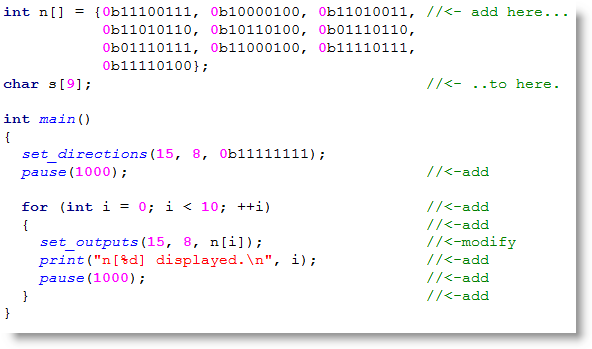 int n[] = {0b11100111, 0b10000100, 0b11010011, //<- add here...
0b11010110, 0b10110100, 0b01110110,
0b01110111, 0b11000100, 0b11110111,
0b11110100};
char s[9]; //<- ..to here.
int main()
{
set_directions(15, 8, 0b11111111);
pause(1000); //<-add
for (int i = 0; i < 10; ++i) //<-add
{ //<-add
set_outputs(15, 8, n[i]); //<-modify
print("n[%d] displayed.\n", i); //<-add
pause(1000); //<-add
} //<-add
}